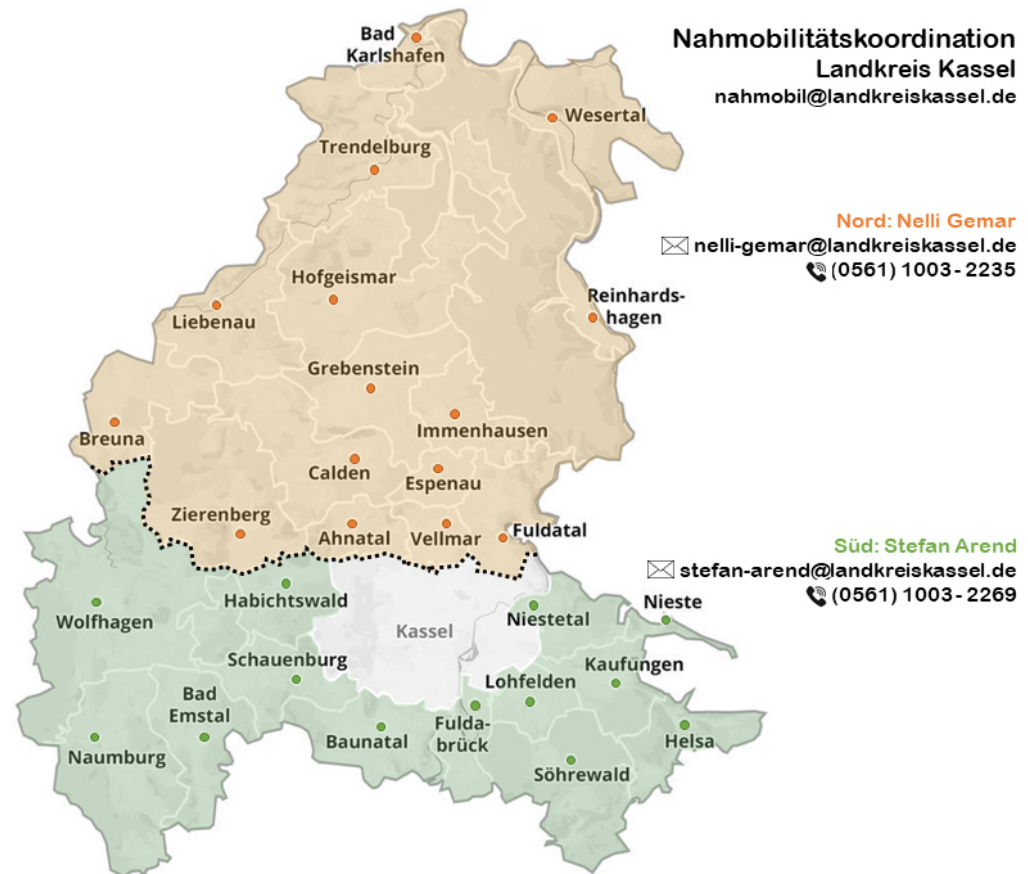 Nahmobilitätskoordination
Landkreis Kassel
nahmobil@landkreiskassel.de
Nord: Nelli Gemar
nelli-gemar@landkreiskassel.de
(0561) 1003 - 2235
Süd: Stefan Arend
stefan-arend@landkreiskassel.de
(0561) 1003 - 2269
Bad
Karlshafen
Wesertal
Trendelburg
Hofgeismar
Reinhards-
hagen
Liebenau
Grebenstein
Immenhausen
Breuna
Calden
Espenau
Zierenberg
Ahnatal
Vellmar
Fuldatal
Habichtswald
Wolfhagen
Kassel
Niestetal
Nieste
Schauenburg
Kaufungen
Lohfelden
Bad
Emstal
Naumburg
Baunatal
Fulda-
brück
Helsa
Söhrewald